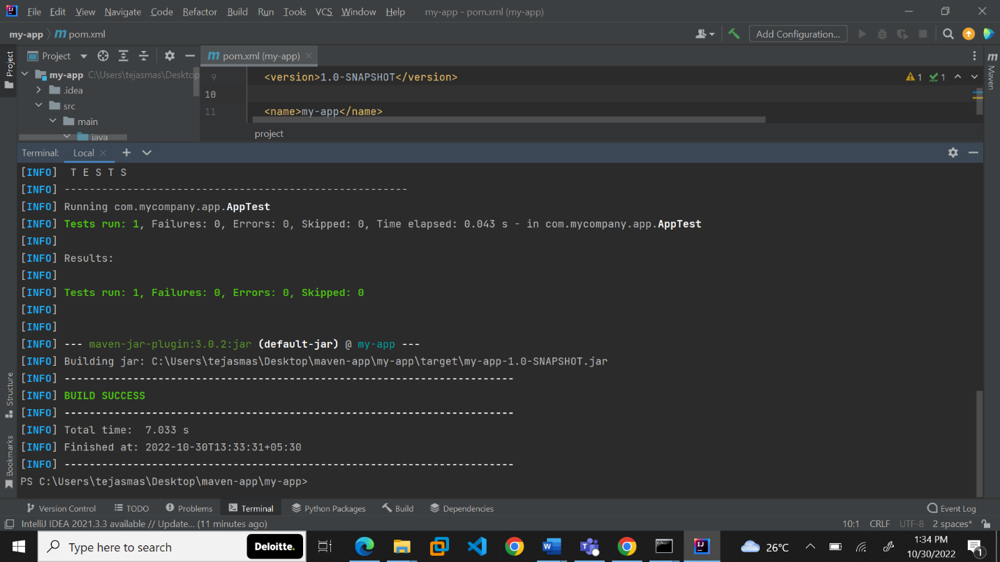 File Edit View Navigate Code Refactor Build Run Tools VCS Window Help my-app - pom.xml (my-app)
my-app pom.xml Add Configuration...
Project Project pom.xml (my-app)
my-app C:\Users\tejasmas\Desktop
.idea
src
main
java
9 <version>1.0-SNAPSHOT</version> 1 1
10
11 <name>my-app</name>
project
Maven
Terminal: Local
[INFO] T E S T S
[INFO] -------------------------------------------------------
[INFO] Running com.mycompany.app.AppTest
[INFO] Tests run: 1, Failures: 0, Errors: 0, Skipped: 0, Time elapsed: 0.043 s - in com.mycompany.app.AppTest
[INFO]
[INFO] Results:
[INFO]
[INFO] Tests run: 1, Failures: 0, Errors: 0, Skipped: 0
[INFO]
[INFO]
[INFO] --- maven-jar-plugin:3.0.2:jar (default-jar) @ my-app ---
[INFO] Building jar: C:\Users\tejasmas\Desktop\maven-app\my-app\target\my-app-1.0-SNAPSHOT.jar
[INFO] ------------------------------------------------------------------------
[INFO] BUILD SUCCESS
[INFO] ------------------------------------------------------------------------
[INFO] Total time:  7.033 s
[INFO] Finished at: 2022-10-30T13:33:31+05:30
[INFO] ------------------------------------------------------------------------
PS C:\Users\tejasmas\Desktop\maven-app\my-app>
Structure
Bookmarks
Version Control TODO Problems Terminal Python Packages Build Dependencies Event Log
IntelliJ IDEA 2021.3.3 available // Update... (11 minutes ago) 10:1 CRLF UTF-8 2 spaces*
Type here to search Deloitte. 26°C 1:34 PM
10/30/2022 1